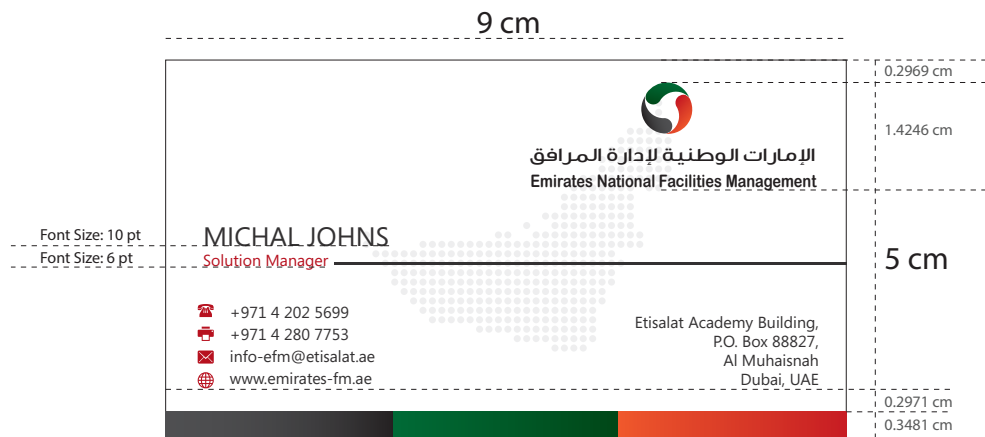 9 cm
0.2969 cm
1.4246 cm
الإمارات الوطنية لإدارة المرافق
Emirates National Facilities Management
Font Size: 10 pt
MICHAL JOHNS
Font Size: 6 pt
Solution Manager
5 cm
+971 4 202 5699
+971 4 280 7753
info-efm@etisalat.ae
www.emirates-fm.ae
Etisalat Academy Building,
P.O. Box 88827,
Al Muhaisnah
Dubai, UAE
0.2971 cm
0.3481 cm